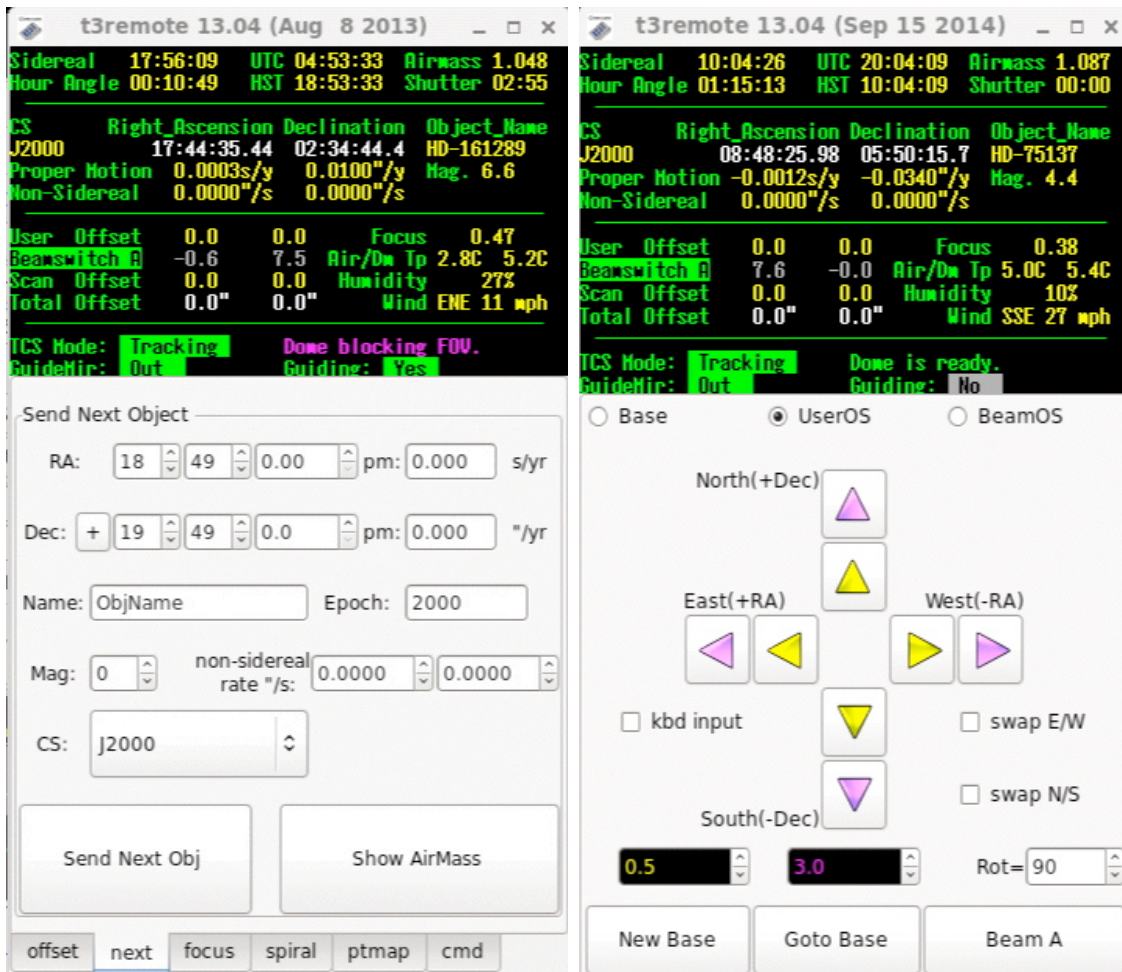 t3remote 13.04 (Aug 8 2013)
Sidereal 17:56:09 UTC 04:53:33 Airmass 1.048
Hour Angle 00:10:49 HST 18:53:33 Shutter 02:55
CS Right_Ascension Declination Object_Name
J2000 17:44:35.44 02:34:44.4 HD-161289
Proper Motion 0.0003s/y 0.0100"/y Mag. 6.6
Non-Sidereal 0.0000"/s 0.0000"/s
User Offset 0.0 0.0 Focus 0.47
Beamswitch A -0.6 7.5 Air/Dm Tp 2.8C 5.2C
Scan Offset 0.0 0.0 Humidity 27%
Total Offset 0.0" 0.0" Wind ENE 11 mph
TCS Mode: Tracking Dome blocking FOV.
GuideMir: Out Guiding: Yes
Send Next Object
RA: 18 49 0.00 pm: 0.000 s/yr
Dec: + 19 49 0.0 pm: 0.000 "/yr
Name: ObjName Epoch: 2000
Mag: 0 non-sidereal
rate "/s: 0.0000 0.0000
CS: J2000
Send Next Obj Show AirMass
offset next focus spiral ptmap cmd
t3remote 13.04 (Sep 15 2014)
Sidereal 10:04:26 UTC 20:04:09 Airmass 1.087
Hour Angle 01:15:13 HST 10:04:09 Shutter 00:00
CS Right_Ascension Declination Object_Name
J2000 08:48:25.98 05:50:15.7 HD-75137
Proper Motion -0.0012s/y -0.0340"/y Mag. 4.4
Non-Sidereal 0.0000"/s 0.0000"/s
User Offset 0.0 0.0 Focus 0.38
Beamswitch A 7.6 -0.0 Air/Dm Tp 5.0C 5.4C
Scan Offset 0.0 0.0 Humidity 10%
Total Offset 0.0" 0.0" Wind SSE 27 mph
TCS Mode: Tracking Dome is ready.
GuideMir: Out Guiding: No
Base UserOS BeamOS
North(+Dec)
East(+RA) West(-RA)
kbd input swap E/W
swap N/S
South(-Dec)
0.5 3.0 Rot= 90
New Base Goto Base Beam A